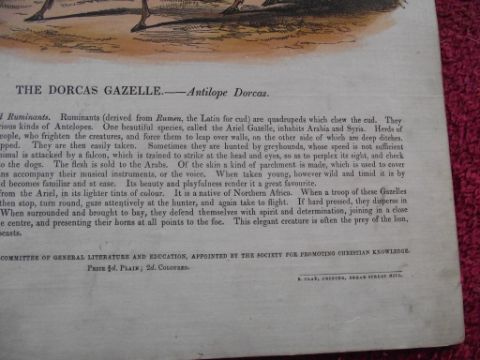 THE DORCAS GAZELLE.——Antilope Dorcas.
d Ruminants. Ruminants (derived from Rumen, the Latin for cud) are quadrupeds which chew the cud. They
rious kinds of Antelopes. One beautiful species, called the Ariel Gazelle, inhabits Arabia and Syria. Herds of
eople, who frighten the creatures, and force them to leap over walls, on the other side of which are deep ditches.
pped. They are then easily taken. Sometimes they are hunted by greyhounds, whose speed is not sufficient
nimal is attacked by a falcon, which is trained to strike at the head and eyes, so as to perplex its sight, and check
to the dogs. The flesh is sold to the Arabs. Of the skin a kind of parchment is made, which is used to cover
ans accompany their musical instruments, or the voice. When taken young, however wild and timid it is by
d becomes familiar and at ease. Its beauty and playfulness render it a great favourite.
from the Ariel, in its lighter tints of colour. It is a native of Northern Africa. When a troop of these Gazelles
then stop, turn round, gaze attentively at the hunter, and again take to flight. If hard pressed, they disperse in
When surrounded and brought to bay, they defend themselves with spirit and determination, joining in a close
e centre, and presenting their horns at all points to the foe. This elegant creature is often the prey of the lion,
beasts.
COMMITTEE OF GENERAL LITERATURE AND EDUCATION, APPOINTED BY THE SOCIETY FOR PROMOTING CHRISTIAN KNOWLEDGE.
Price ½d. Plain; 2d. Coloured.
R. CLAY, PRINTER, BREAD STREET HILL.